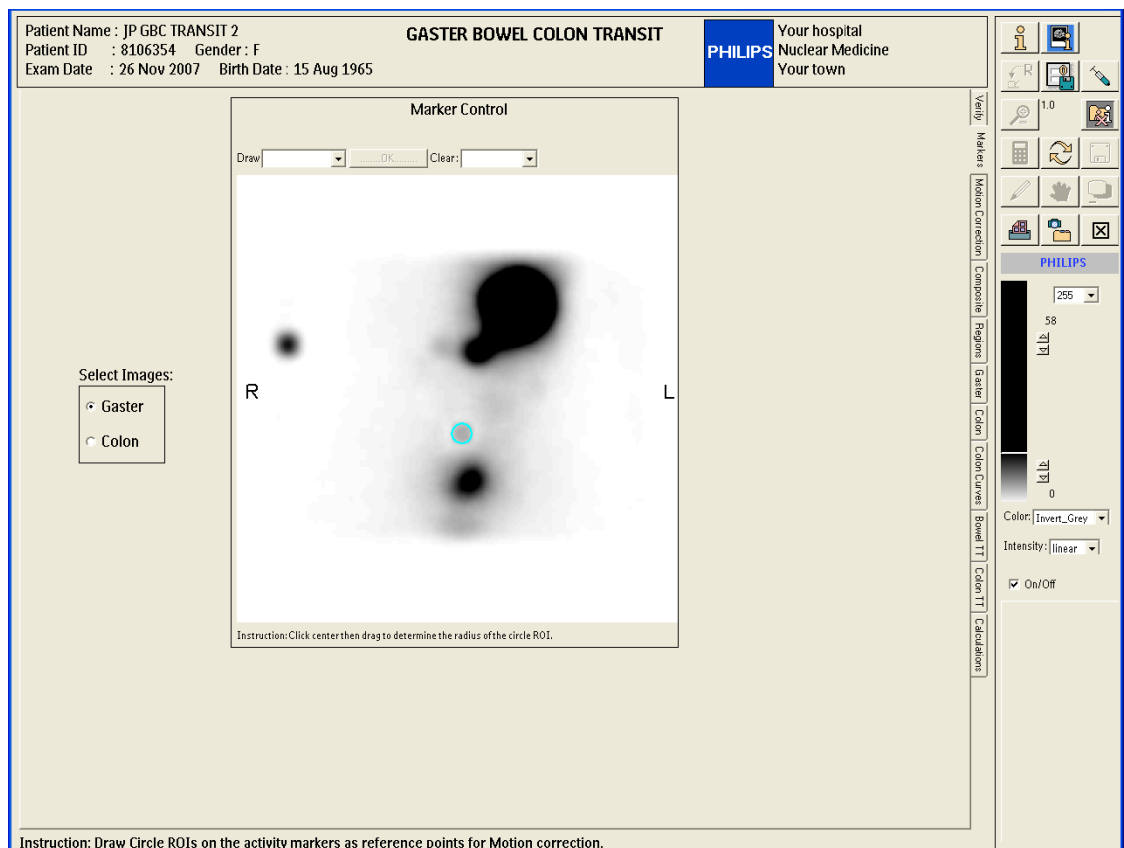 Patient Name : JP GBC TRANSIT 2
Patient ID : 8106354 Gender : F
Exam Date : 26 Nov 2007 Birth Date : 15 Aug 1965
GASTER BOWEL COLON TRANSIT
PHILIPS
Your hospital
Nuclear Medicine
Your town
Marker Control
Draw
........OK........
Clear:
R
L
Instruction:Click center then drag to determine the radius of the circle ROI.
Select Images:
Gaster
Colon
Verify
Markers
Motion Correction
Composite
Regions
Gaster
Colon
Colon Curves
Bowel TT
Colon TT
Calculations
R
1.0
PHILIPS
255
58
0
Color: Invert_Grey
Intensity: linear
On/Off
Instruction: Draw Circle ROIs on the activity markers as reference points for Motion correction.